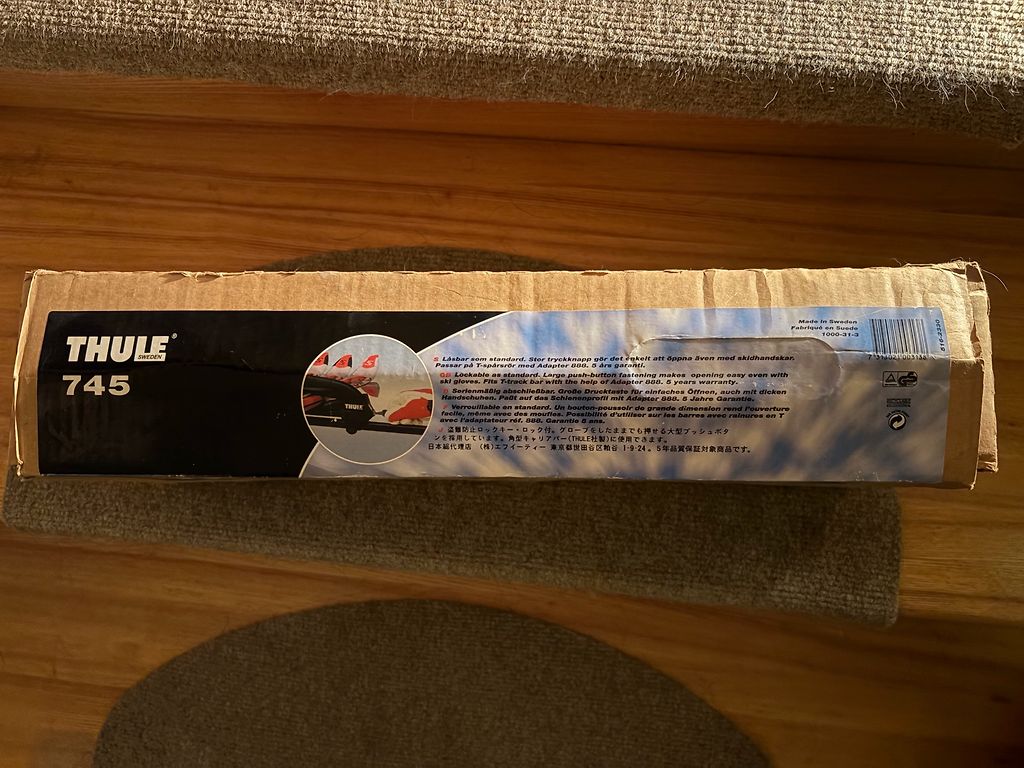 THULE®
SWEDEN
745
THULE
Made in Sweden
Fabriqué en Suede
1000-31-3
S Låsbar som standard. Stor tryckknapp gör det enkelt att öppna även med skidhandskar.
Passar på T-spårsrör med Adapter 888. 5 års garanti.
GB Lockable as standard. Large push-button fastening makes opening easy even with
ski gloves. Fits T-track bar with the help of Adapter 888. 5 years warranty.
D Serienmäßig abschließbar. Große Drucktaste für einfaches Öffnen, auch mit dicken
Handschuhen. Paßt auf das Schienenprofil mit Adapter 888. 5 Jahre Garantie.
F Verrouillable en standard. Un bouton-poussoir de grande dimension rend l'ouverture
facile, même avec des moufles. Possibilité d'utiliser sur les barres avec rainures en T
avec l'adaptateur réf. 888. Garantie 5 ans.
盗難防止ロックキー・ロック付。グローブをしたままでも押せる大型プッシュボタ
ンを採用しています。角型キャリアバー(THULE社製)に使用できます。
日本総代理店 (株)エフイーティー 東京都世田谷区粕谷 1-9-24。5年品質保証対象商品です。
616-2230